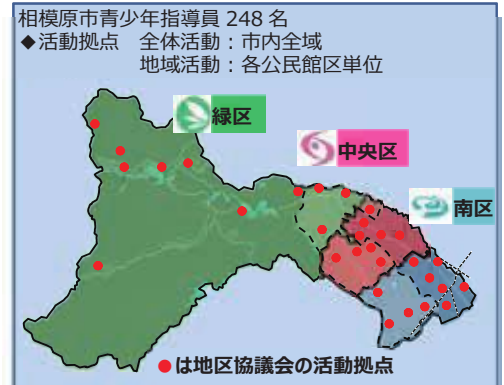 相模原市青少年指導員 248 名
◆活動拠点　全体活動：市内全域
地域活動：各公民館区単位
緑区
中央区
南区
●は地区協議会の活動拠点